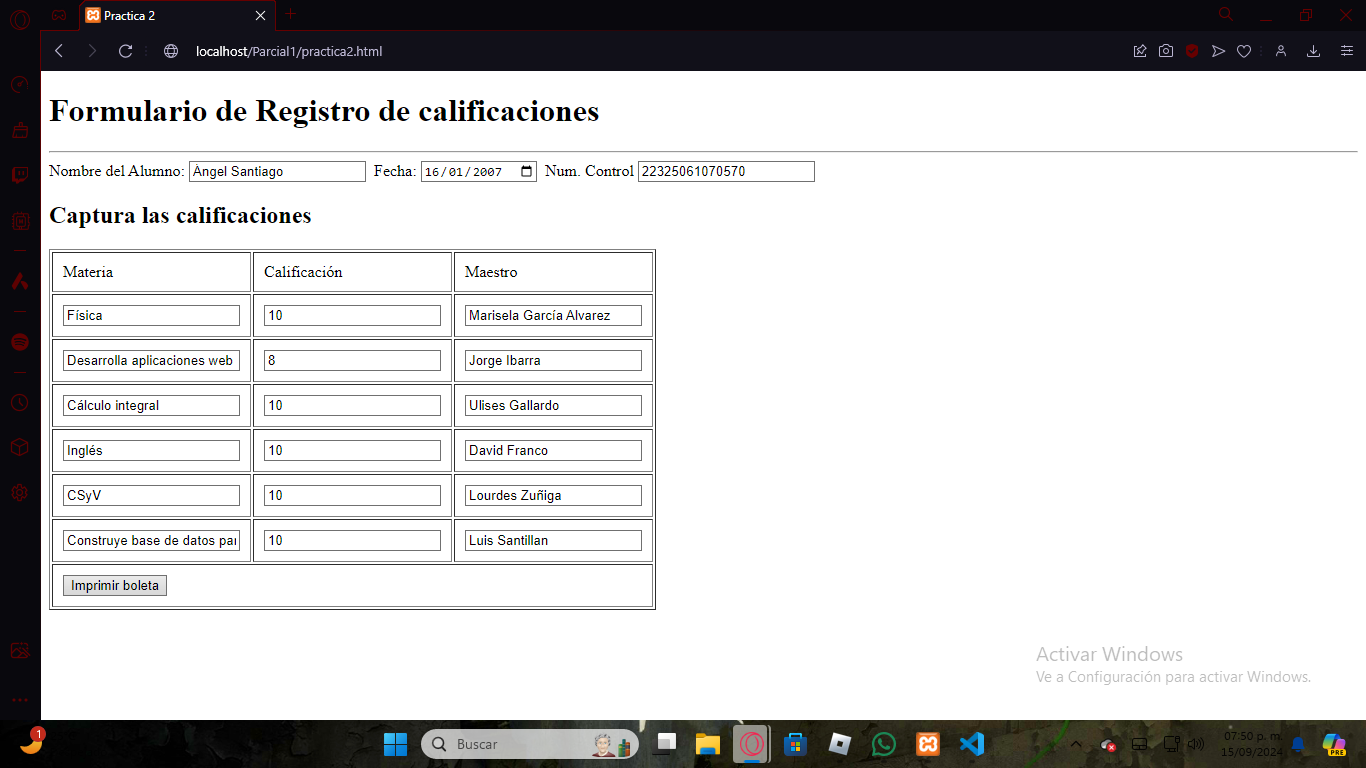 Practica 2
localhost/Parcial1/practica2.html
Formulario de Registro de calificaciones
Nombre del Alumno: Ángel Santiago Fecha: 16/01/2007 Num. Control 22325061070570
Captura las calificaciones
Materia Calificación Maestro
Física 10 Marisela García Alvarez
Desarrolla aplicaciones web 8 Jorge Ibarra
Cálculo integral 10 Ulises Gallardo
Inglés 10 David Franco
CSyV 10 Lourdes Zuñiga
Construye base de datos 10 Luis Santillan
Imprimir boleta
Activar Windows
Ve a Configuración para activar Windows.
1
Buscar
PRE
07:50 p. m.
15/09/2024